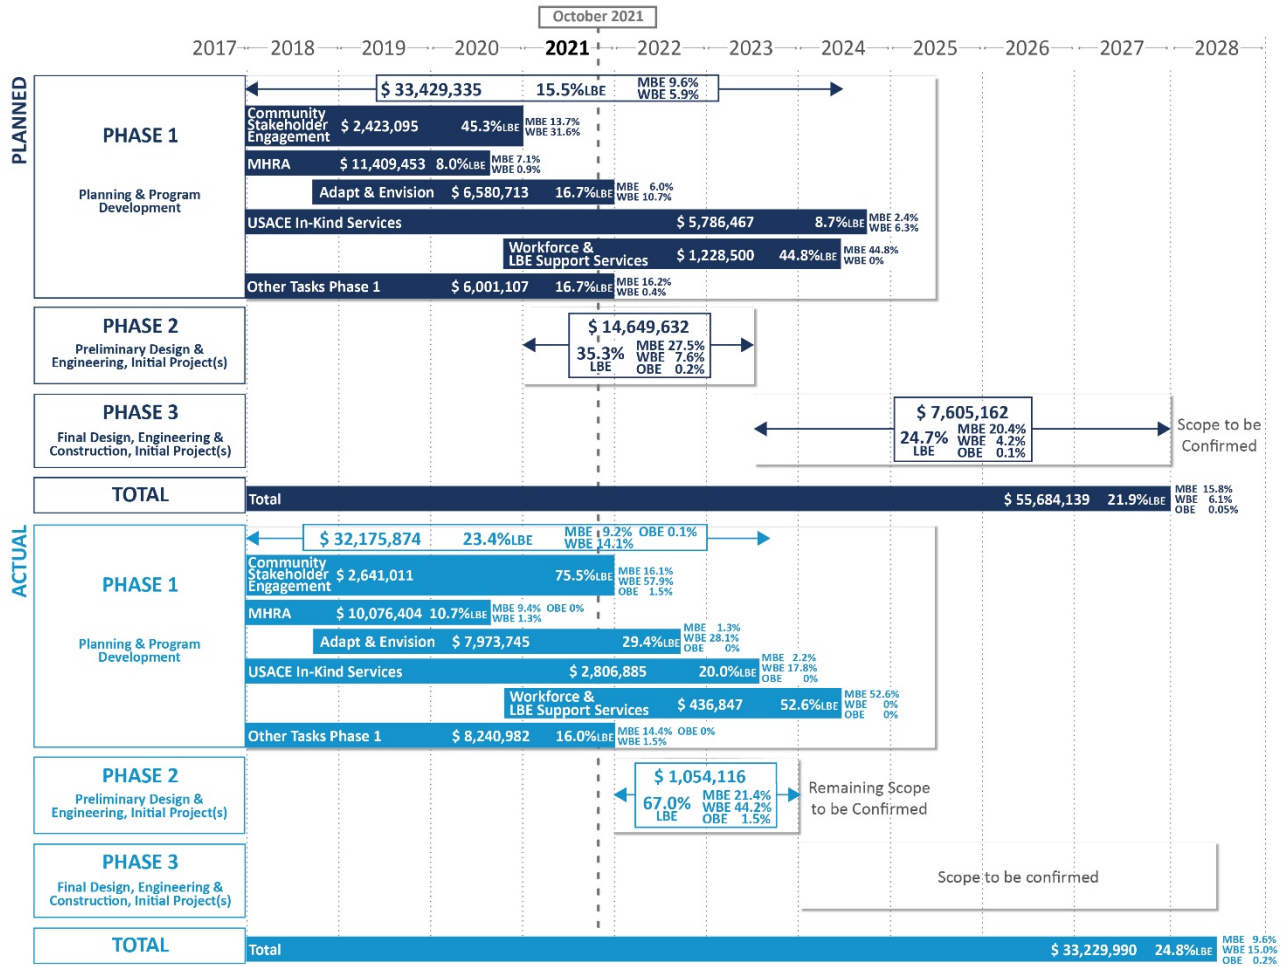 October 2021
2017 2018 2019 2020 2021 2022 2023 2024 2025 2026 2027 2028
PLANNED
PHASE 1
Planning & Program
Development
$ 33,429,335 15.5%LBE MBE 9.6%
WBE 5.9%
Community
Stakeholder
Engagement
$ 2,423,095 45.3%LBE MBE 13.7%
WBE 31.6%
MHRA $ 11,409,453 8.0%LBE MBE 7.1%
WBE 0.9%
Adapt & Envision $ 6,580,713 16.7%LBE MBE 6.0%
WBE 10.7%
USACE In-Kind Services $ 5,786,467 8.7%LBE MBE 2.4%
WBE 6.3%
Workforce &
LBE Support Services $ 1,228,500 44.8%LBE MBE 44.8%
WBE 0%
Other Tasks Phase 1 $ 6,001,107 16.7%LBE MBE 16.2%
WBE 0.4%
PHASE 2
Preliminary Design &
Engineering, Initial Project(s)
$ 14,649,632
35.3%
LBE
MBE 27.5%
WBE 7.6%
OBE 0.2%
PHASE 3
Final Design, Engineering &
Construction, Initial Project(s)
$ 7,605,162
24.7%
LBE
MBE 20.4%
WBE 4.2%
OBE 0.1%
Scope to be
Confirmed
TOTAL
Total $ 55,684,139 21.9%LBE MBE 15.8%
WBE 6.1%
OBE 0.05%
ACTUAL
PHASE 1
Planning & Program
Development
$ 32,175,874 23.4%LBE MBE 9.2% OBE 0.1%
WBE 14.1%
Community
Stakeholder
Engagement
$ 2,641,011 75.5%LBE MBE 16.1%
WBE 57.9%
OBE 1.5%
MHRA $ 10,076,404 10.7%LBE MBE 9.4% OBE 0%
WBE 1.3%
Adapt & Envision $ 7,973,745 29.4%LBE MBE 1.3%
WBE 28.1%
OBE 0%
USACE In-Kind Services $ 2,806,885 20.0%LBE MBE 2.2%
WBE 17.8%
OBE 0%
Workforce &
LBE Support Services $ 436,847 52.6%LBE MBE 52.6%
WBE 0%
OBE 0%
Other Tasks Phase 1 $ 8,240,982 16.0%LBE MBE 14.4% OBE 0%
WBE 1.5%
PHASE 2
Preliminary Design &
Engineering, Initial Project(s)
$ 1,054,116
67.0%
LBE
MBE 21.4%
WBE 44.2%
OBE 1.5%
Remaining Scope
to be Confirmed
PHASE 3
Final Design, Engineering &
Construction, Initial Project(s)
Scope to be confirmed
TOTAL
Total $ 33,229,990 24.8%LBE MBE 9.6%
WBE 15.0%
OBE 0.2%